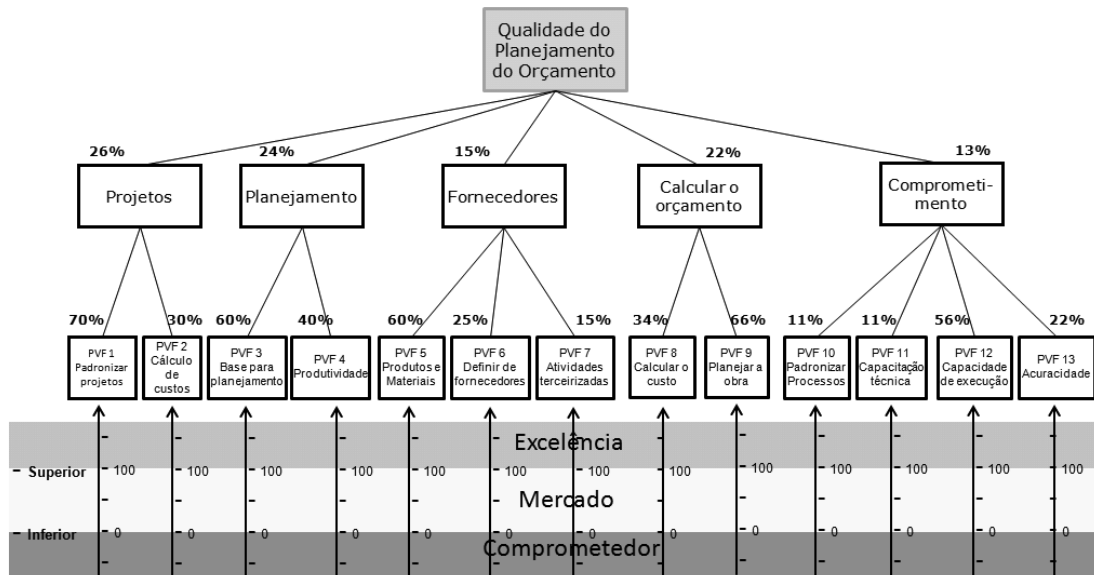 Qualidade do
Planejamento
do Orçamento
26%
24%
15%
22%
13%
Projetos
Planejamento
Fornecedores
Calcular o
orçamento
Comprometi-
mento
70%
30%
60%
40%
60%
25%
15%
34%
66%
11%
11%
56%
22%
PVF 1
Padronizar
projetos
PVF 2
Cálculo
de
custos
PVF 3
Base para
planejamento
PVF 4
Produtividade
PVF 5
Produtos e
Materiais
PVF 6
Definir de
fornecedores
PVF 7
Atividades
terceirizadas
PVF 8
Calcular o
custo
PVF 9
Planejar a
obra
PVF 10
Padronizar
Processos
PVF 11
Capacitação
técnica
PVF 12
Capacidade
de execução
PVF 13
Acuracidade
Excelência
Superior 100 100 100 100 100 100 100 100 100 100 100 100 100
Mercado
Inferior 0 0 0 0 0 0 0 0 0 0 0 0 0
Comprometedor